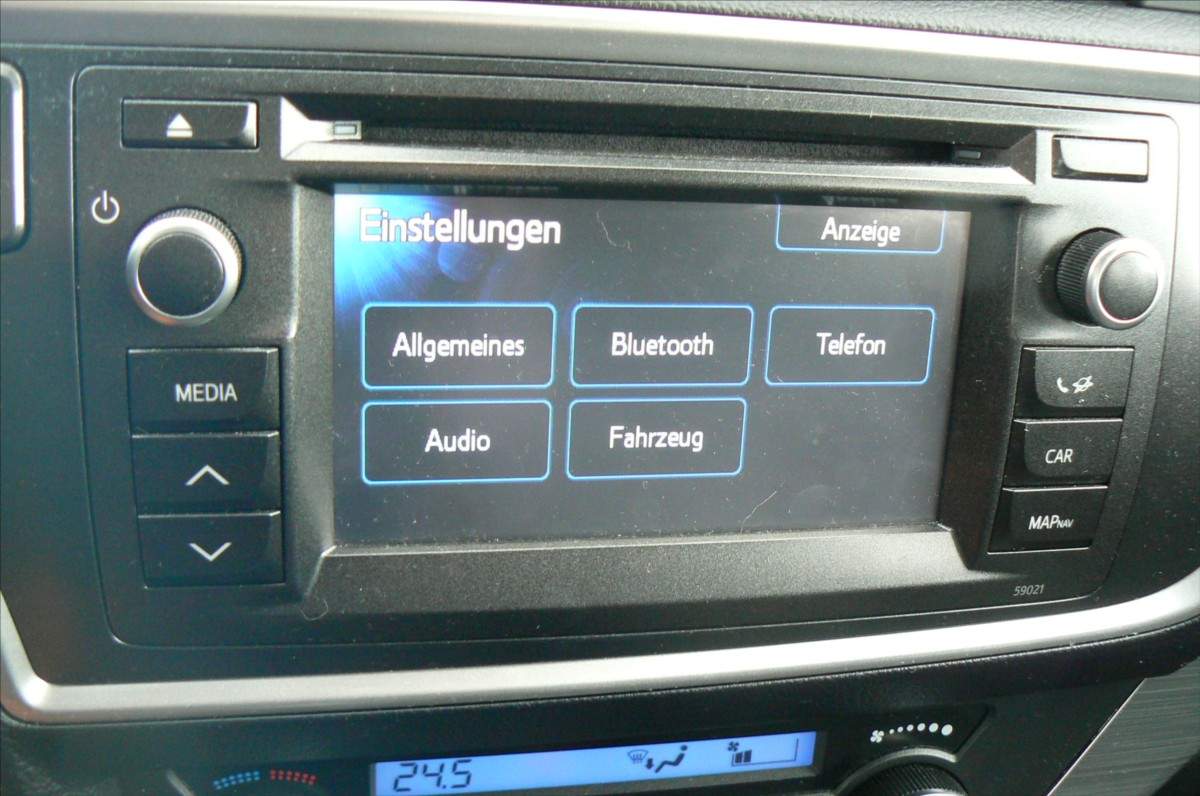 Einstellungen
Anzeige
Allgemeines
Bluetooth
Telefon
Audio
Fahrzeug
MEDIA
CAR
MAPNAV
59021
24.5